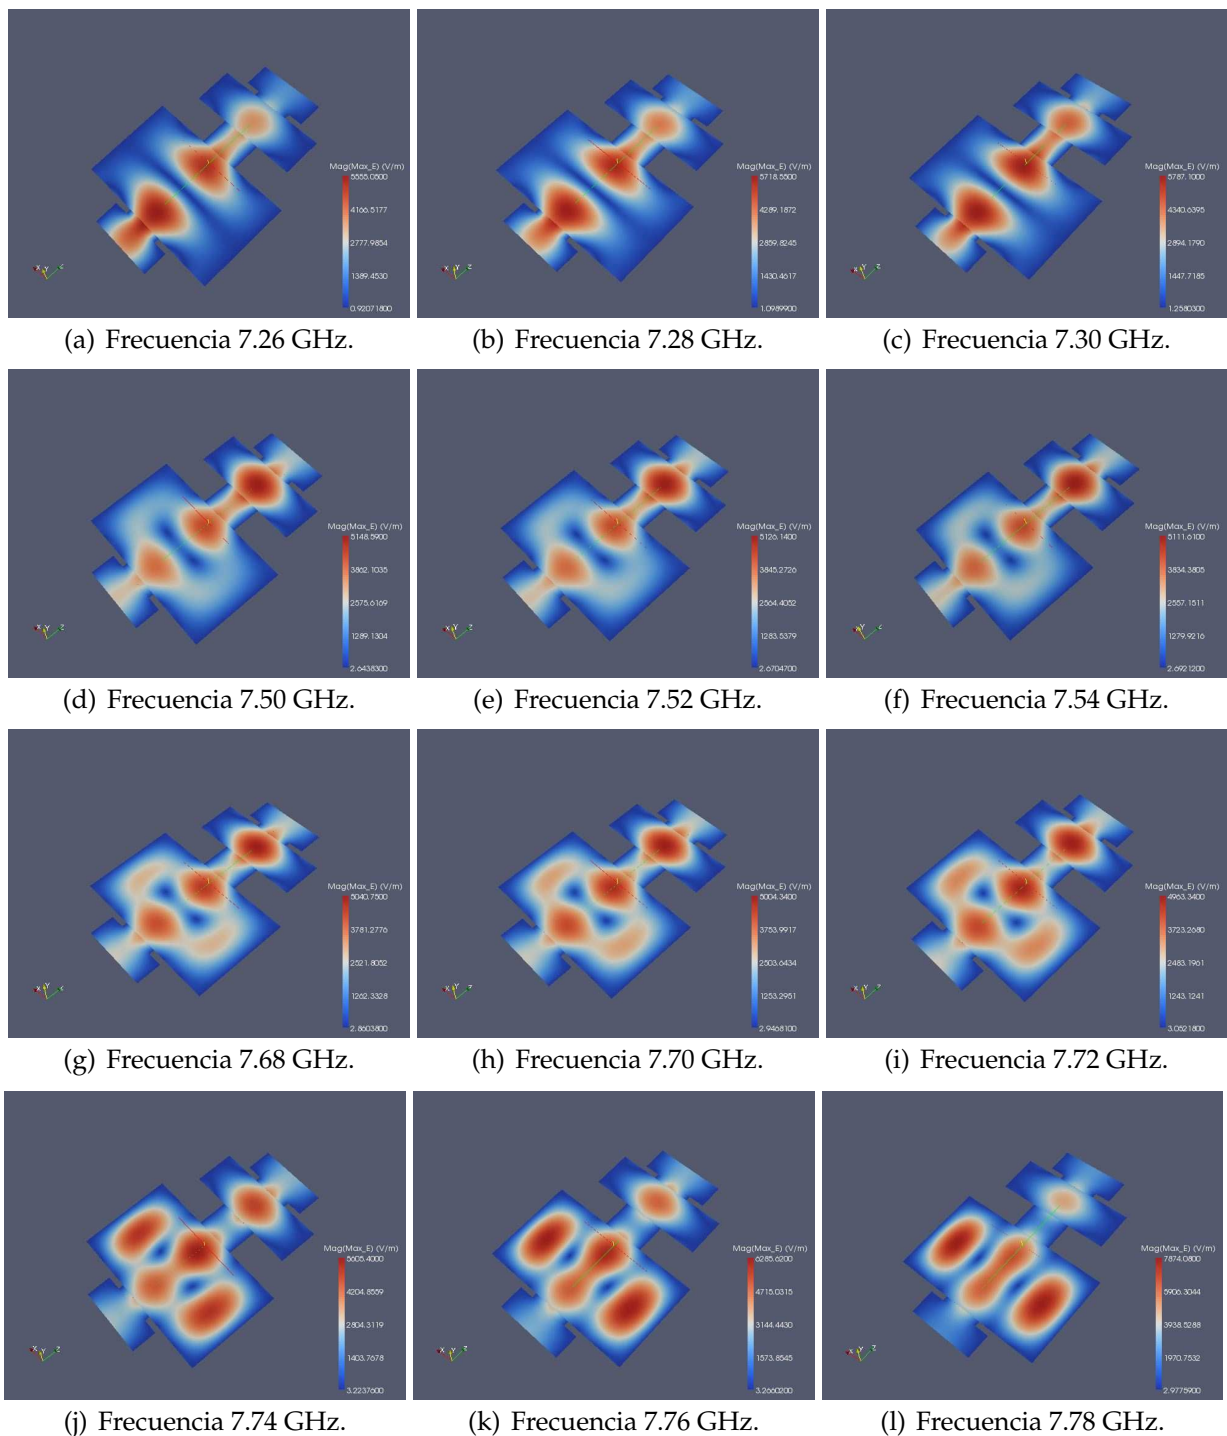 Mag(Max_E) (V/m)
5555.0500
4166.5177
2777.9854
1389.4530
0.92071800
X Y Z
(a) Frecuencia 7.26 GHz.
Mag(Max_E) (V/m)
5718.5500
4289.1872
2859.8245
1430.4617
1.0989900
X Y Z
(b) Frecuencia 7.28 GHz.
Mag(Max_E) (V/m)
5787.1000
4340.6395
2894.1790
1447.7185
1.2580300
X Y Z
(c) Frecuencia 7.30 GHz.
Mag(Max_E) (V/m)
5148.5900
3862.1035
2575.6169
1289.1304
2.6438300
X Y Z
(d) Frecuencia 7.50 GHz.
Mag(Max_E) (V/m)
5126.1400
3845.2726
2564.4052
1283.5379
2.6704700
X Y Z
(e) Frecuencia 7.52 GHz.
Mag(Max_E) (V/m)
5111.6100
3834.3805
2557.1511
1279.9216
2.6921200
(f) Frecuencia 7.54 GHz.
Mag(Max_E) (V/m)
5040.7500
3781.2776
2521.8052
1262.3328
2.8603800
X Y
(g) Frecuencia 7.68 GHz.
Mag(Max_E) (V/m)
5004.3400
3753.9917
2503.6434
1253.2951
2.9468100
X Y Z
(h) Frecuencia 7.70 GHz.
Mag(Max_E) (V/m)
4963.3400
3723.2680
2483.1961
1243.1241
3.0521800
X Y Z
(i) Frecuencia 7.72 GHz.
Mag(Max_E) (V/m)
5605.4000
4204.8559
2804.3119
1403.7678
3.2237600
X Y Z
(j) Frecuencia 7.74 GHz.
Mag(Max_E) (V/m)
6285.6200
4715.0315
3144.4430
1573.8545
3.2660200
X Y Z
(k) Frecuencia 7.76 GHz.
Mag(Max_E) (V/m)
7874.0800
5906.3044
3938.5288
1970.7532
2.9775900
X Y Z
(l) Frecuencia 7.78 GHz.